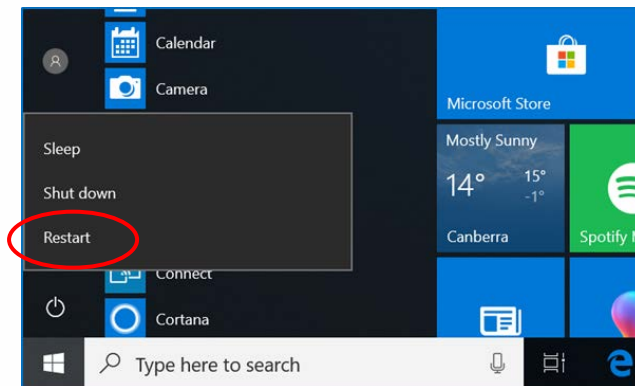 Calendar
Camera
Sleep
Shut down
Restart
Connect
Cortana
Type here to search
Microsoft Store
Mostly Sunny
14° 15°
-1°
Canberra
Spotify